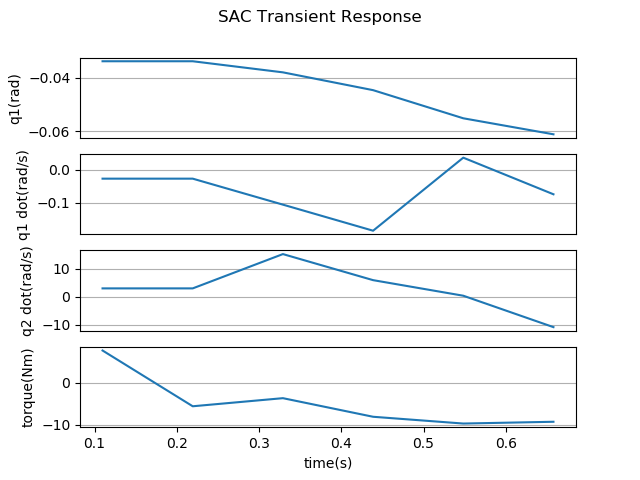 SAC Transient Response
q1(rad)
−0.04
−0.06
q1 dot(rad/s)
0.0
−0.1
q2 dot(rad/s)
10
0
−10
torque(Nm)
0
−10
0.1 0.2 0.3 0.4 0.5 0.6
time(s)